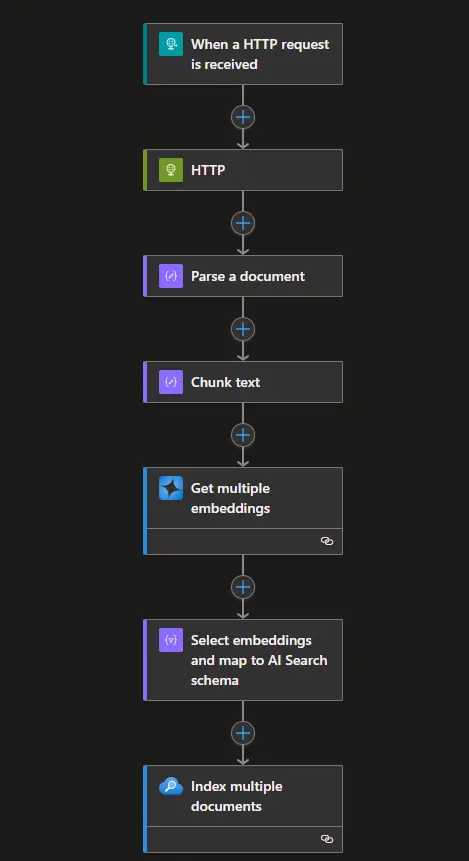 When a HTTP request
is received
HTTP
Parse a document
Chunk text
Get multiple
embeddings
Select embeddings
and map to AI Search
schema
Index multiple
documents